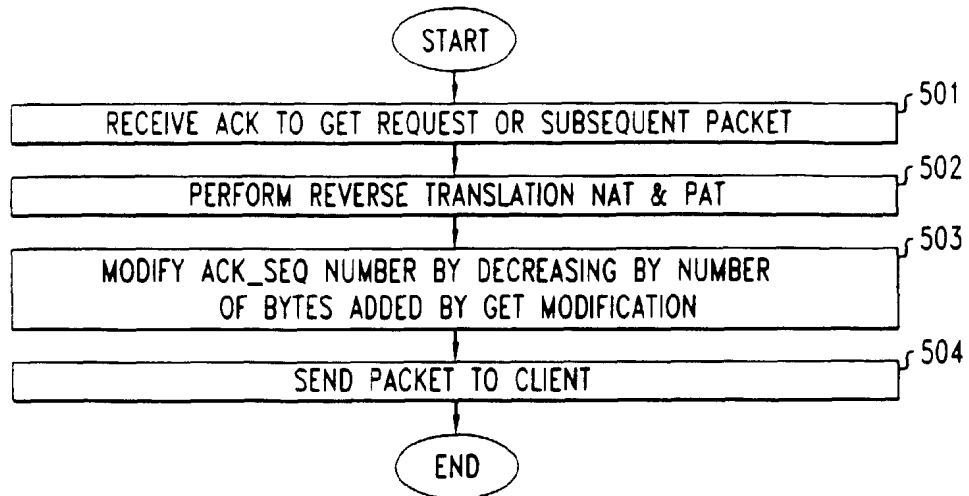 START
501
RECEIVE ACK TO GET REQUEST OR SUBSEQUENT PACKET
502
PERFORM REVERSE TRANSLATION NAT & PAT
503
MODIFY ACK_SEQ NUMBER BY DECREASING BY NUMBER
OF BYTES ADDED BY GET MODIFICATION
504
SEND PACKET TO CLIENT
END